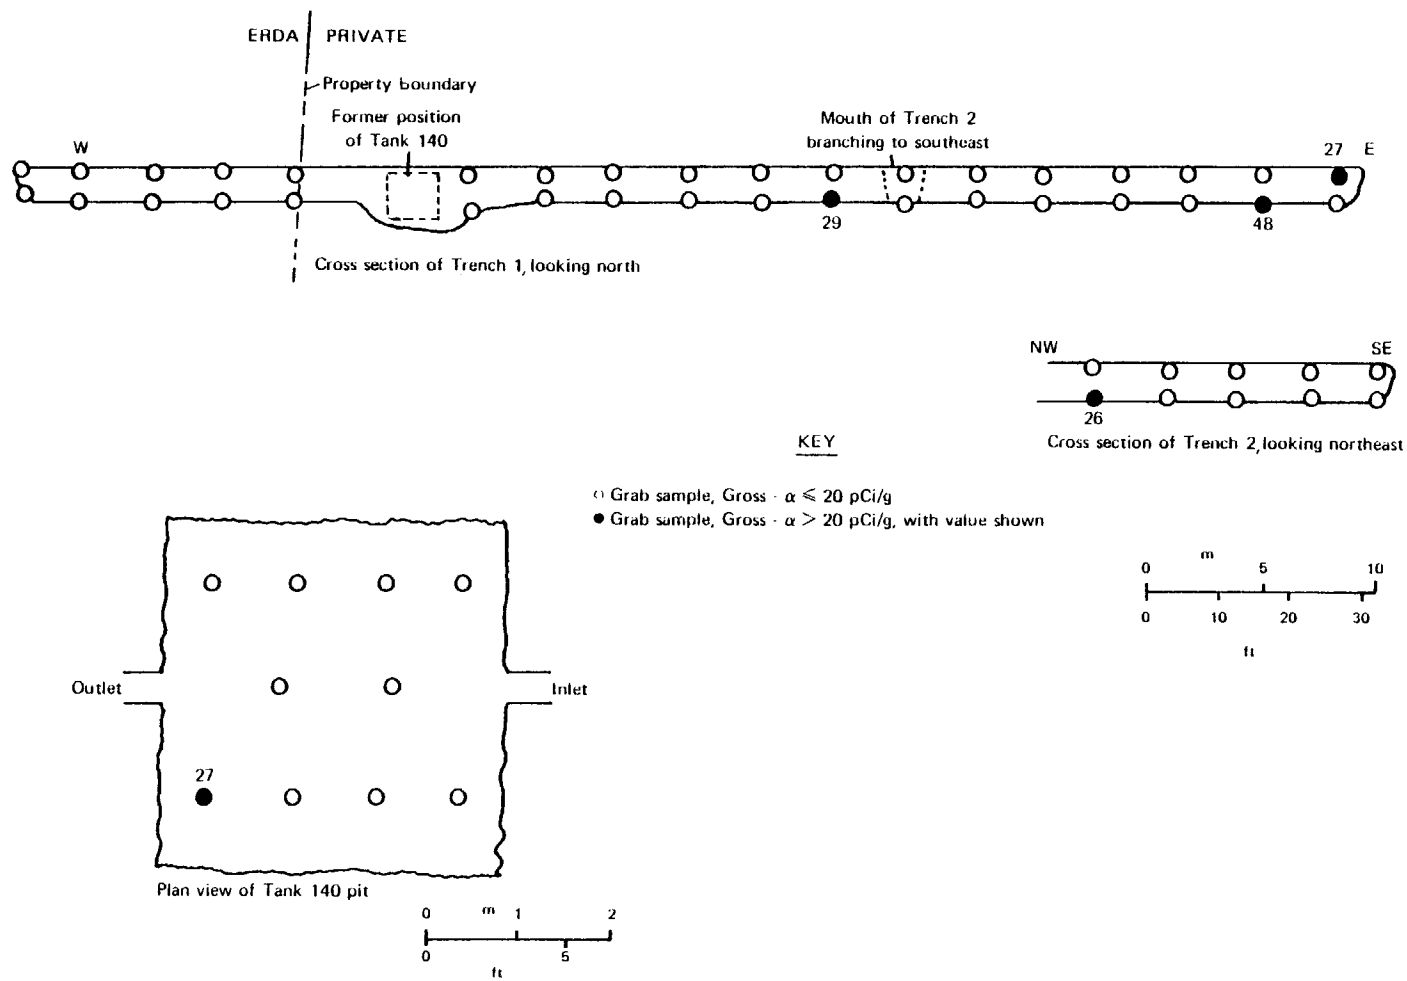 ERDA PRIVATE
Property boundary
Former position
of Tank 140
Mouth of Trench 2
branching to southeast
W
27 E
29
48
Cross section of Trench 1, looking north
NW SE
26
Cross section of Trench 2, looking northeast
KEY
Grab sample, Gross - α ≤ 20 pCi/g
Grab sample, Gross - α > 20 pCi/g, with value shown
m
0 5 10
0 10 20 30
ft
Outlet
Inlet
27
Plan view of Tank 140 pit
0 m 1 2
0 5
ft